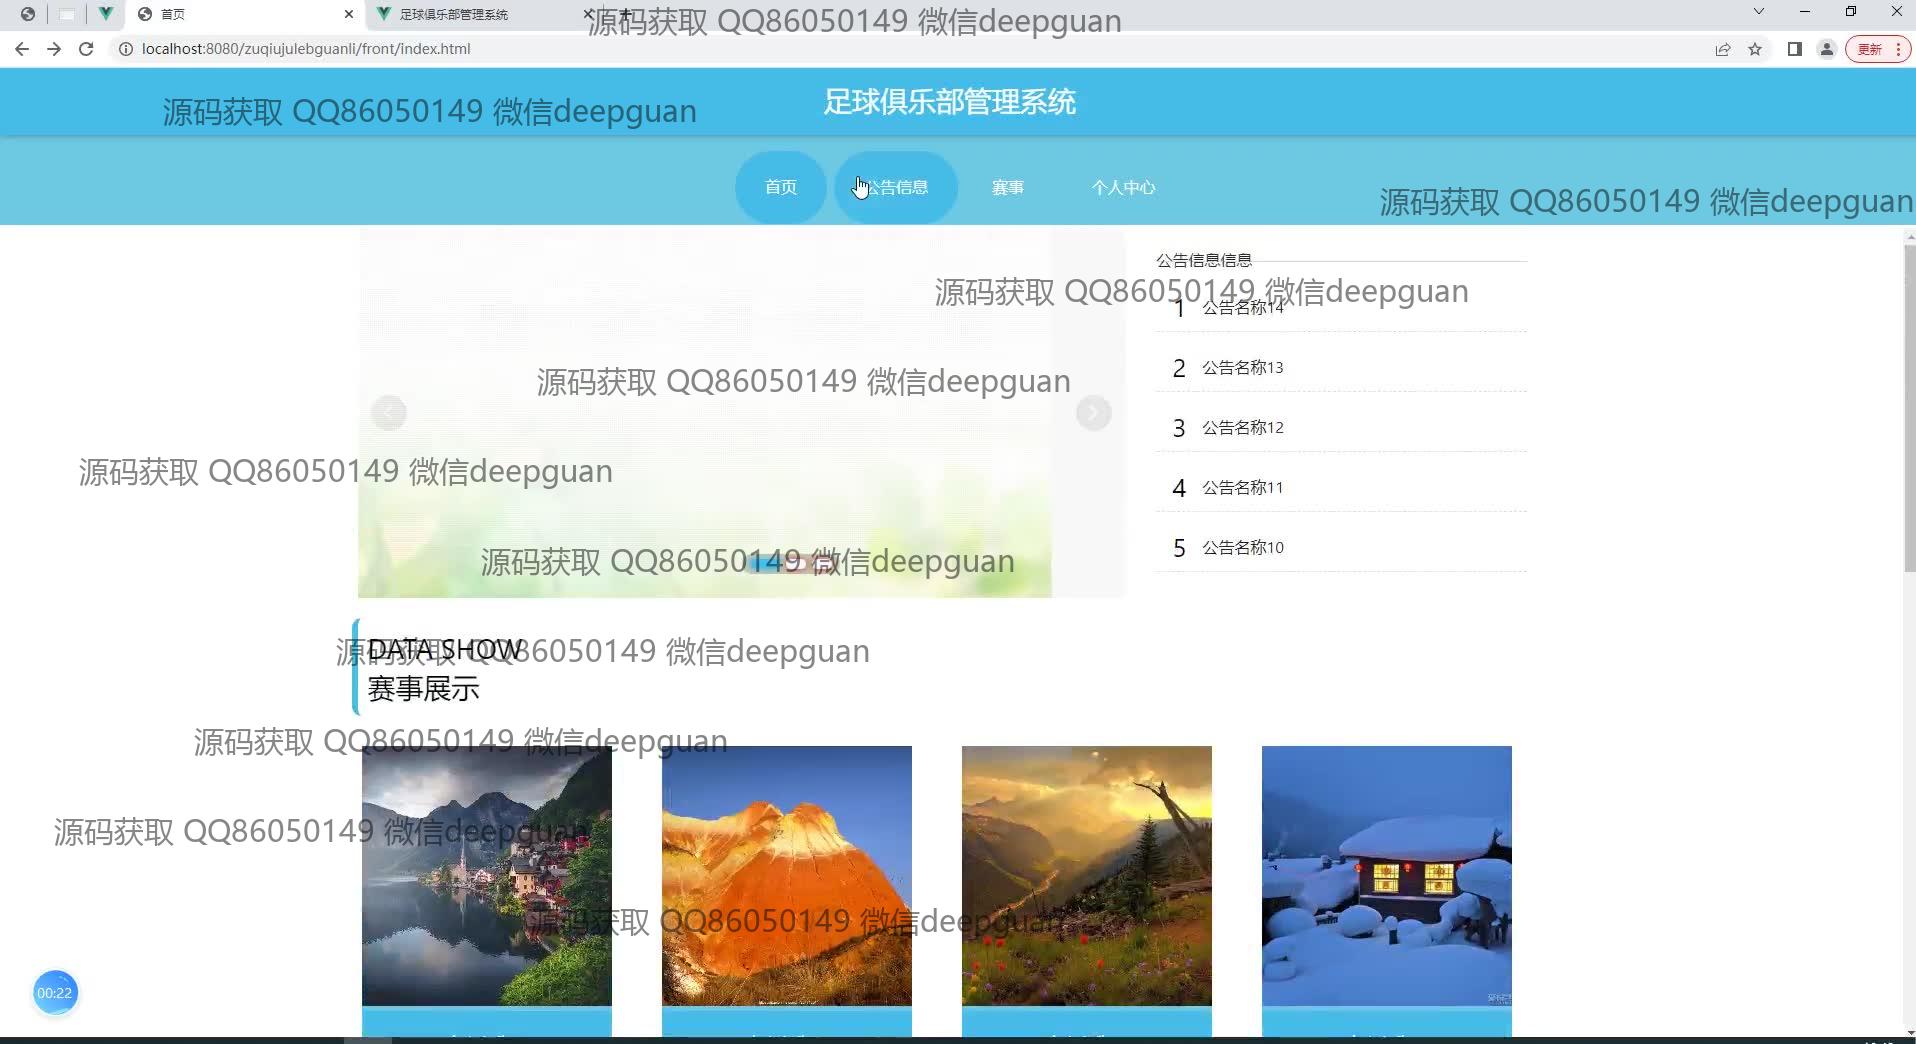 首页
足球俱乐部管理系统
源码获取 QQ86050149 微信deepguan
localhost:8080/zuqiujulebguanli/front/index.html
更新
足球俱乐部管理系统
源码获取 QQ86050149 微信deepguan
首页
公告信息
赛事
个人中心
源码获取 QQ86050149 微信deepguan
公告信息信息
源码获取 QQ86050149 微信deepguan
1 公告名称14
2 公告名称13
源码获取 QQ86050149 微信deepguan
3 公告名称12
源码获取 QQ86050149 微信deepguan
4 公告名称11
5 公告名称10
源码获取 QQ86050149 微信deepguan
DATA SHOW
源码获取 QQ86050149 微信deepguan
赛事展示
源码获取 QQ86050149 微信deepguan
源码获取 QQ86050149 微信deepguan
源码获取 QQ86050149 微信deepguan
00:22